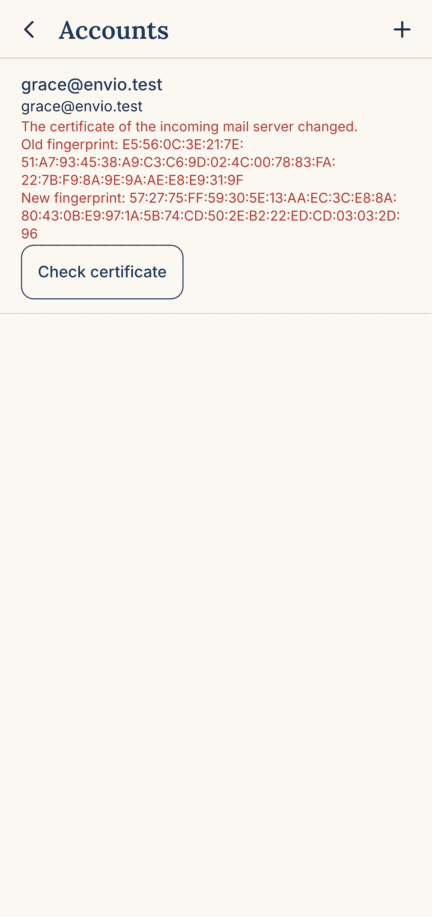 Accounts
grace@envio.test
grace@envio.test
The certificate of the incoming mail server changed.
Old fingerprint: E5:56:0C:3E:21:7E:
51:A7:93:45:38:A9:C3:C6:9D:02:4C:00:78:83:FA:
22:7B:F9:8A:9E:9A:AE:E8:E9:31:9F
New fingerprint: 57:27:75:FF:59:30:5E:13:AA:EC:3C:E8:8A:
80:43:0B:E9:97:1A:5B:74:CD:50:2E:B2:22:ED:CD:03:03:2D:
96
Check certificate